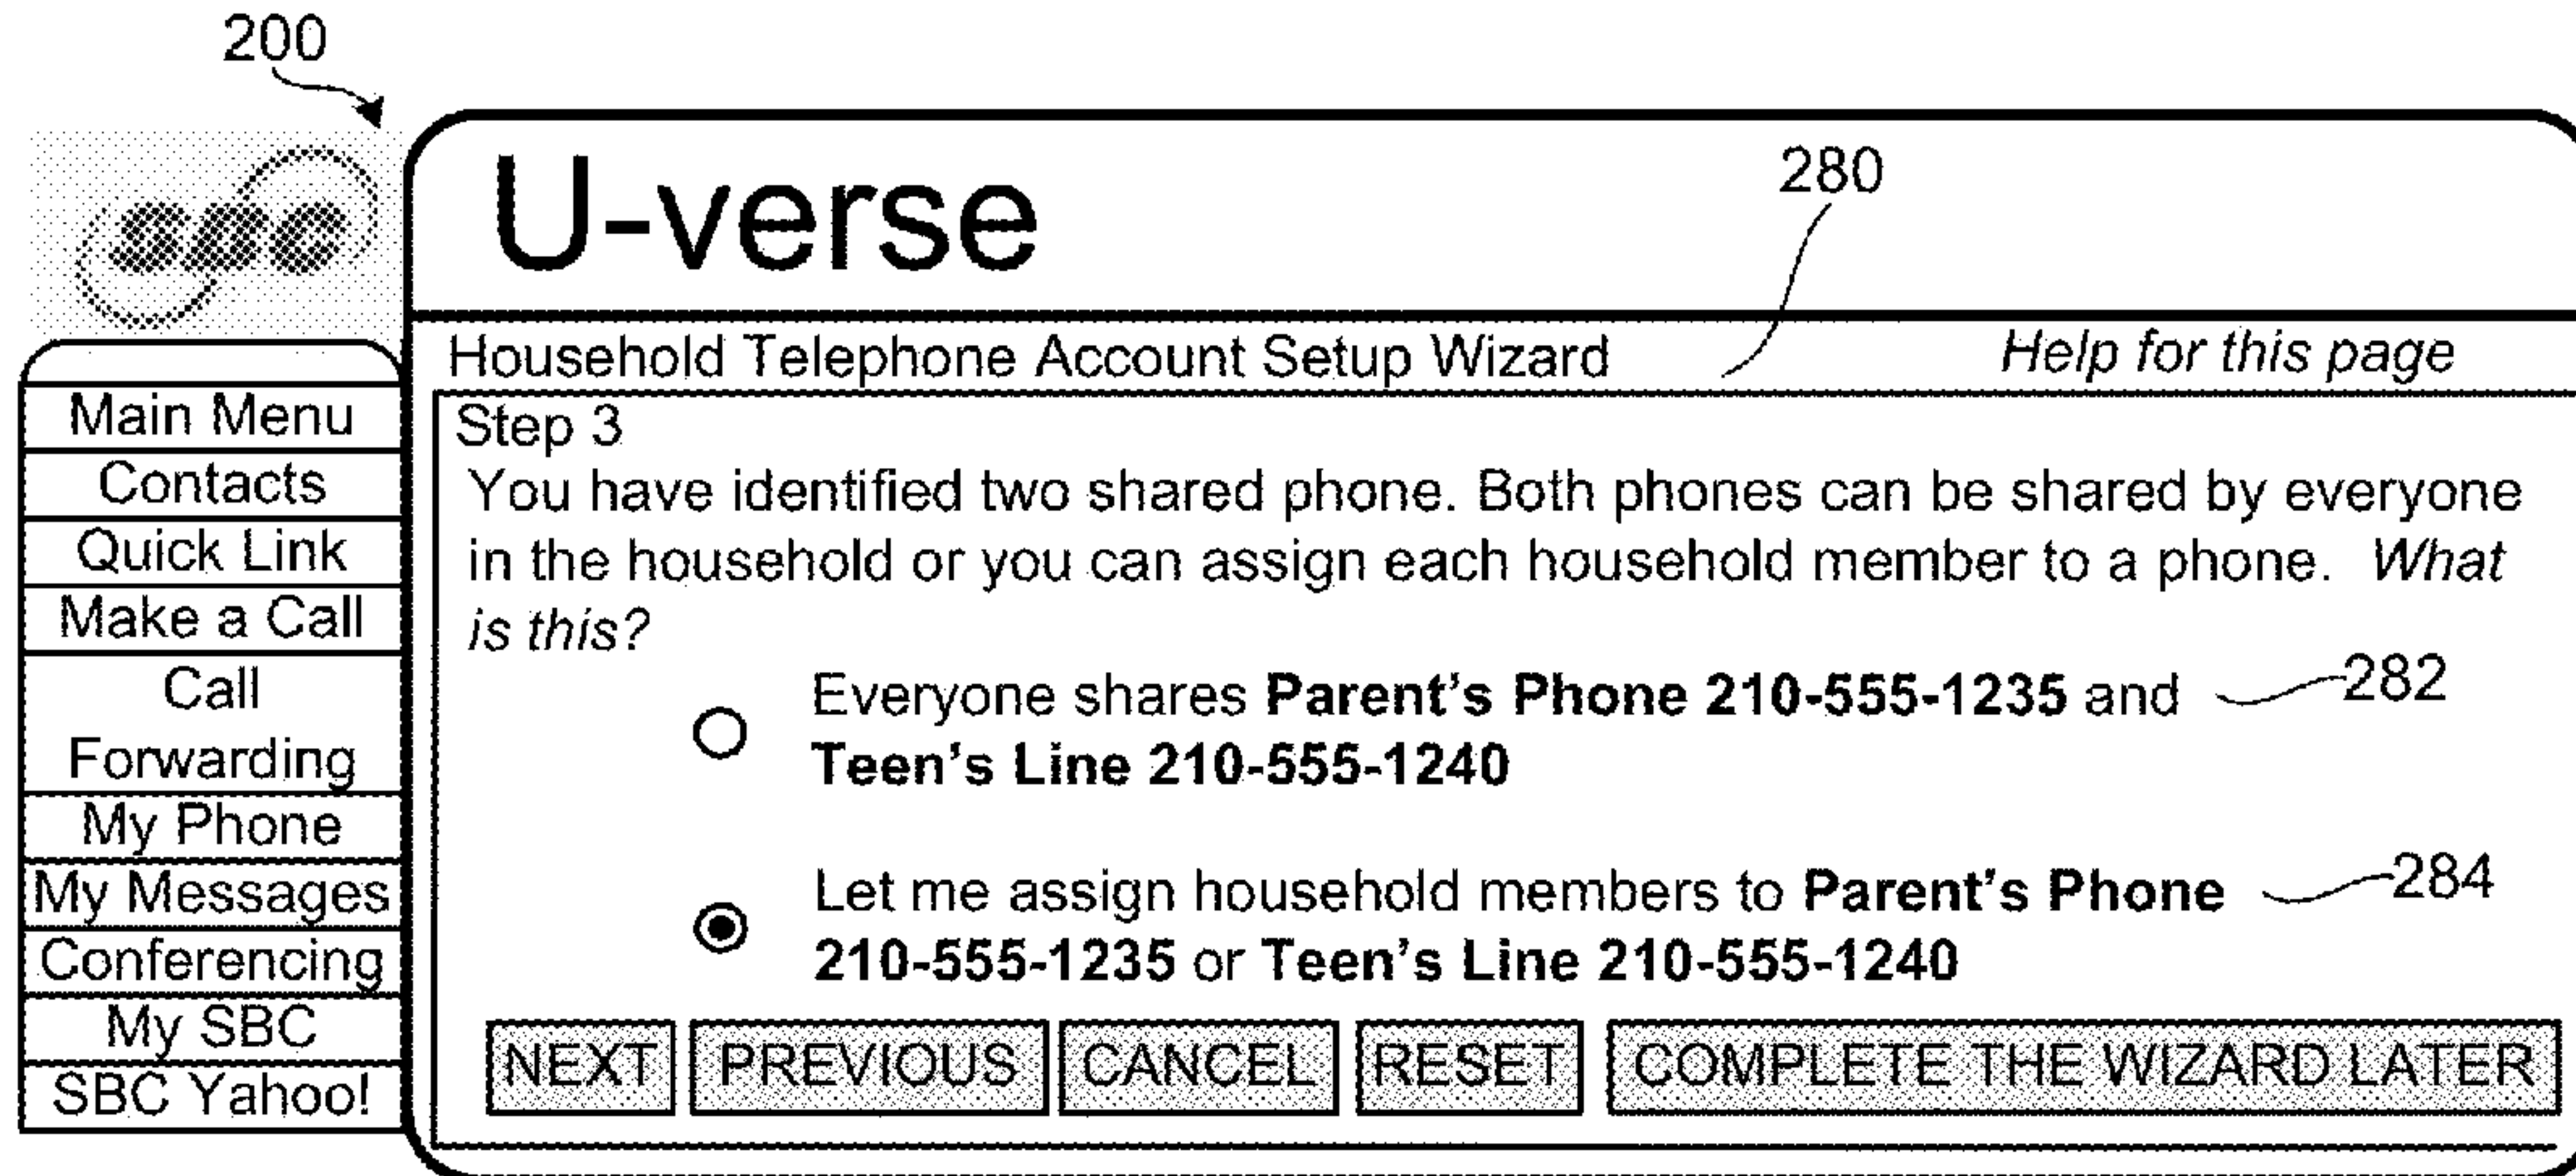 200
SBC
U-verse
280
Household Telephone Account Setup Wizard
Help for this page
Main Menu
Contacts
Quick Link
Make a Call
Call
Forwarding
My Phone
My Messages
Conferencing
My SBC
SBC Yahoo!
Step 3
You have identified two shared phone. Both phones can be shared by everyone
in the household or you can assign each household member to a phone. What
is this?
Everyone shares Parent's Phone 210-555-1235 and
282
Teen's Line 210-555-1240
Let me assign household members to Parent's Phone
284
210-555-1235 or Teen's Line 210-555-1240
NEXT
PREVIOUS
CANCEL
RESET
COMPLETE THE WIZARD LATER